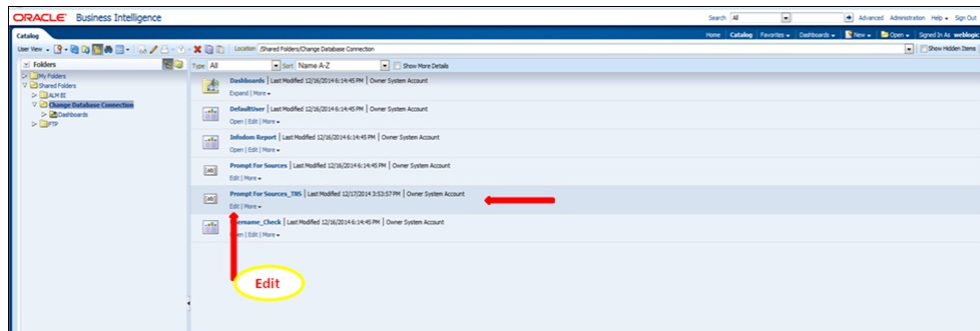 ORACLE Business Intelligence
Search All Advanced Administration Help Sign Out
Catalog
Home Catalog Favorites Dashboards New Open Signed In As weblogic
User View Location /Shared Folders/Change Database Connection Show Hidden Items
Folders
My Folders
Shared Folders
ALM BI
Change Database Connection
Dashboards
FTP
Type All Sort Name A-Z Show More Details
Dashboards | Last Modified 12/16/2014 6:14:45 PM | Owner System Account
Expand | More
DefaultUser | Last Modified 12/16/2014 6:14:45 PM | Owner System Account
Open | Edit | More
Infodom Report | Last Modified 12/16/2014 6:14:45 PM | Owner System Account
Open | Edit | More
Prompt For Sources | Last Modified 12/16/2014 6:14:45 PM | Owner System Account
Edit | More
Prompt For Sources_TNS | Last Modified 12/17/2014 3:53:57 PM | Owner System Account
Edit | More
ername_Check | Last Modified 12/16/2014 6:14:45 PM | Owner System Account
en | Edit | More
Edit